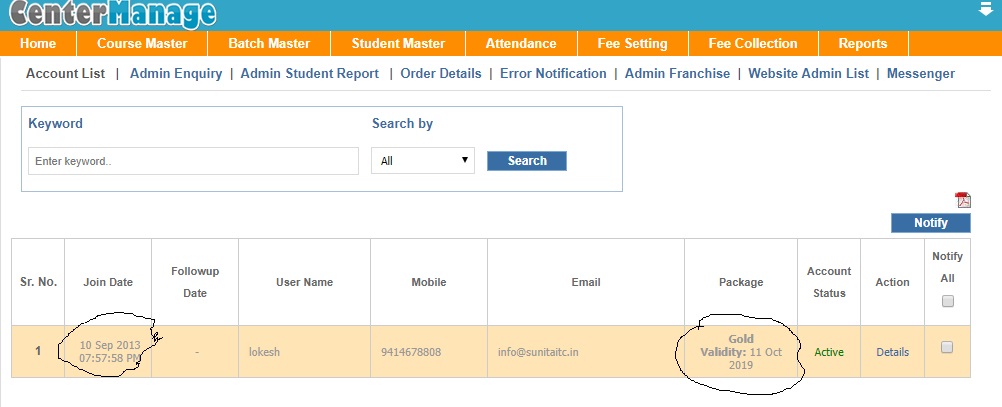 CenterManage
Home Course Master Batch Master Student Master Attendance Fee Setting Fee Collection Reports
Account List | Admin Enquiry | Admin Student Report | Order Details | Error Notification | Admin Franchise | Website Admin List | Messenger
Keyword Search by
Enter keyword.. All Search
Notify
Sr. No. Join Date Followup Date User Name Mobile Email Package Account Status Action Notify All
1 10 Sep 2013 07:57:58 PM - lokesh 9414678808 info@sunitaitc.in Gold Validity: 11 Oct 2019 Active Details